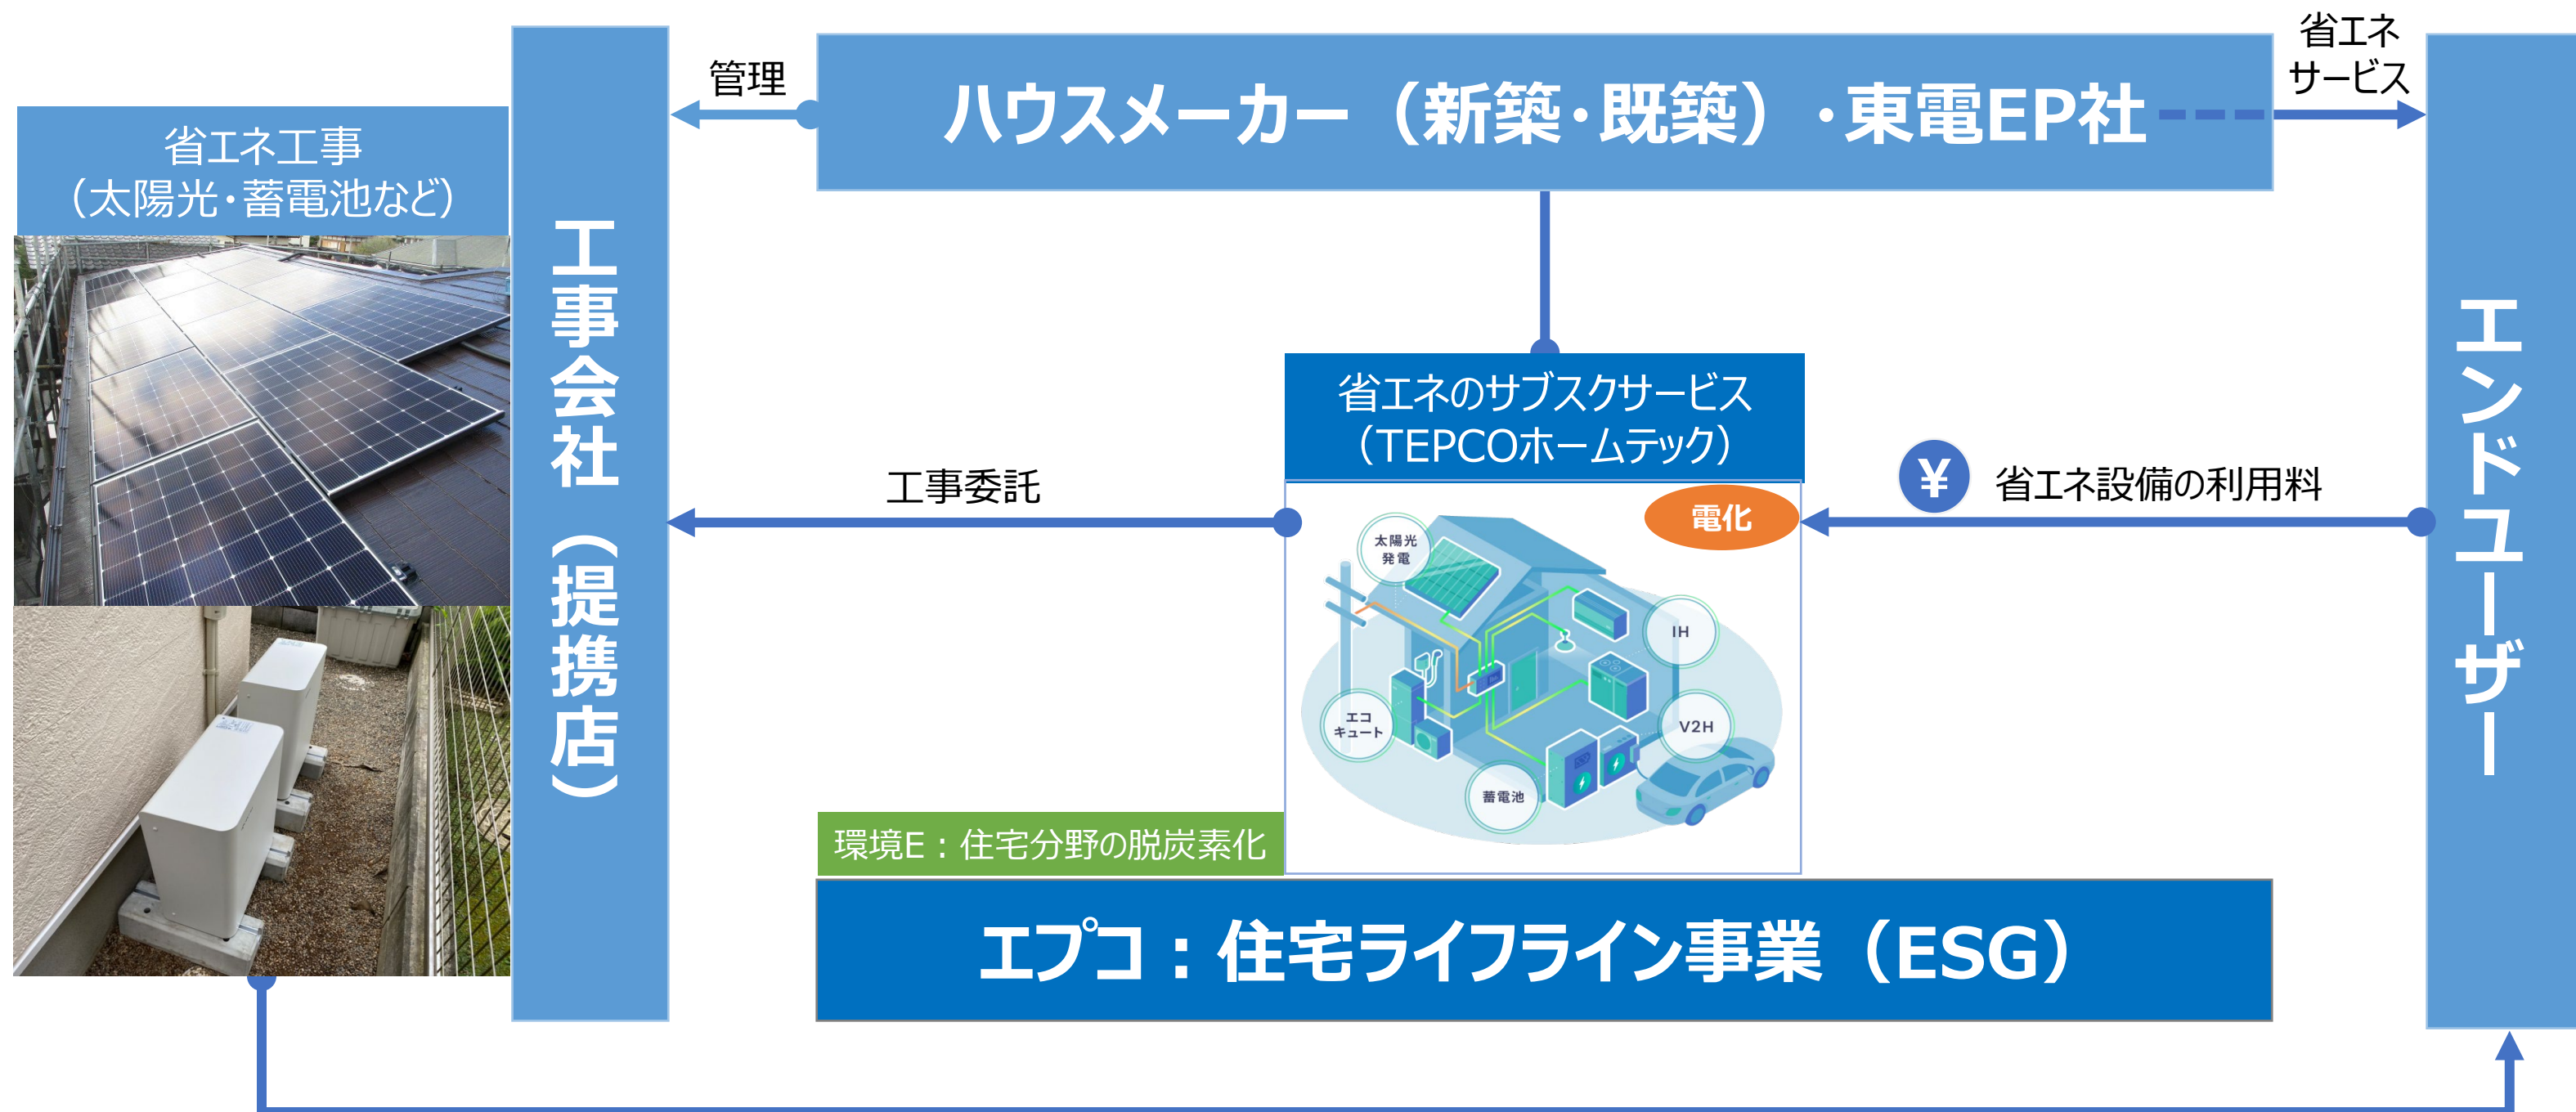 省エネ
サービス
管理
ハウスメーカー（新築・既築）・東電EP社
省エネ工事
（太陽光・蓄電池など）
工事会社（提携店）
エンドユーザー
省エネのサブスクサービス
（TEPCOホームテック）
工事委託
¥
省エネ設備の利用料
電化
太陽光
発電
IH
エコ
キュート
V2H
蓄電池
環境E：住宅分野の脱炭素化
エプコ：住宅ライフライン事業（ESG）